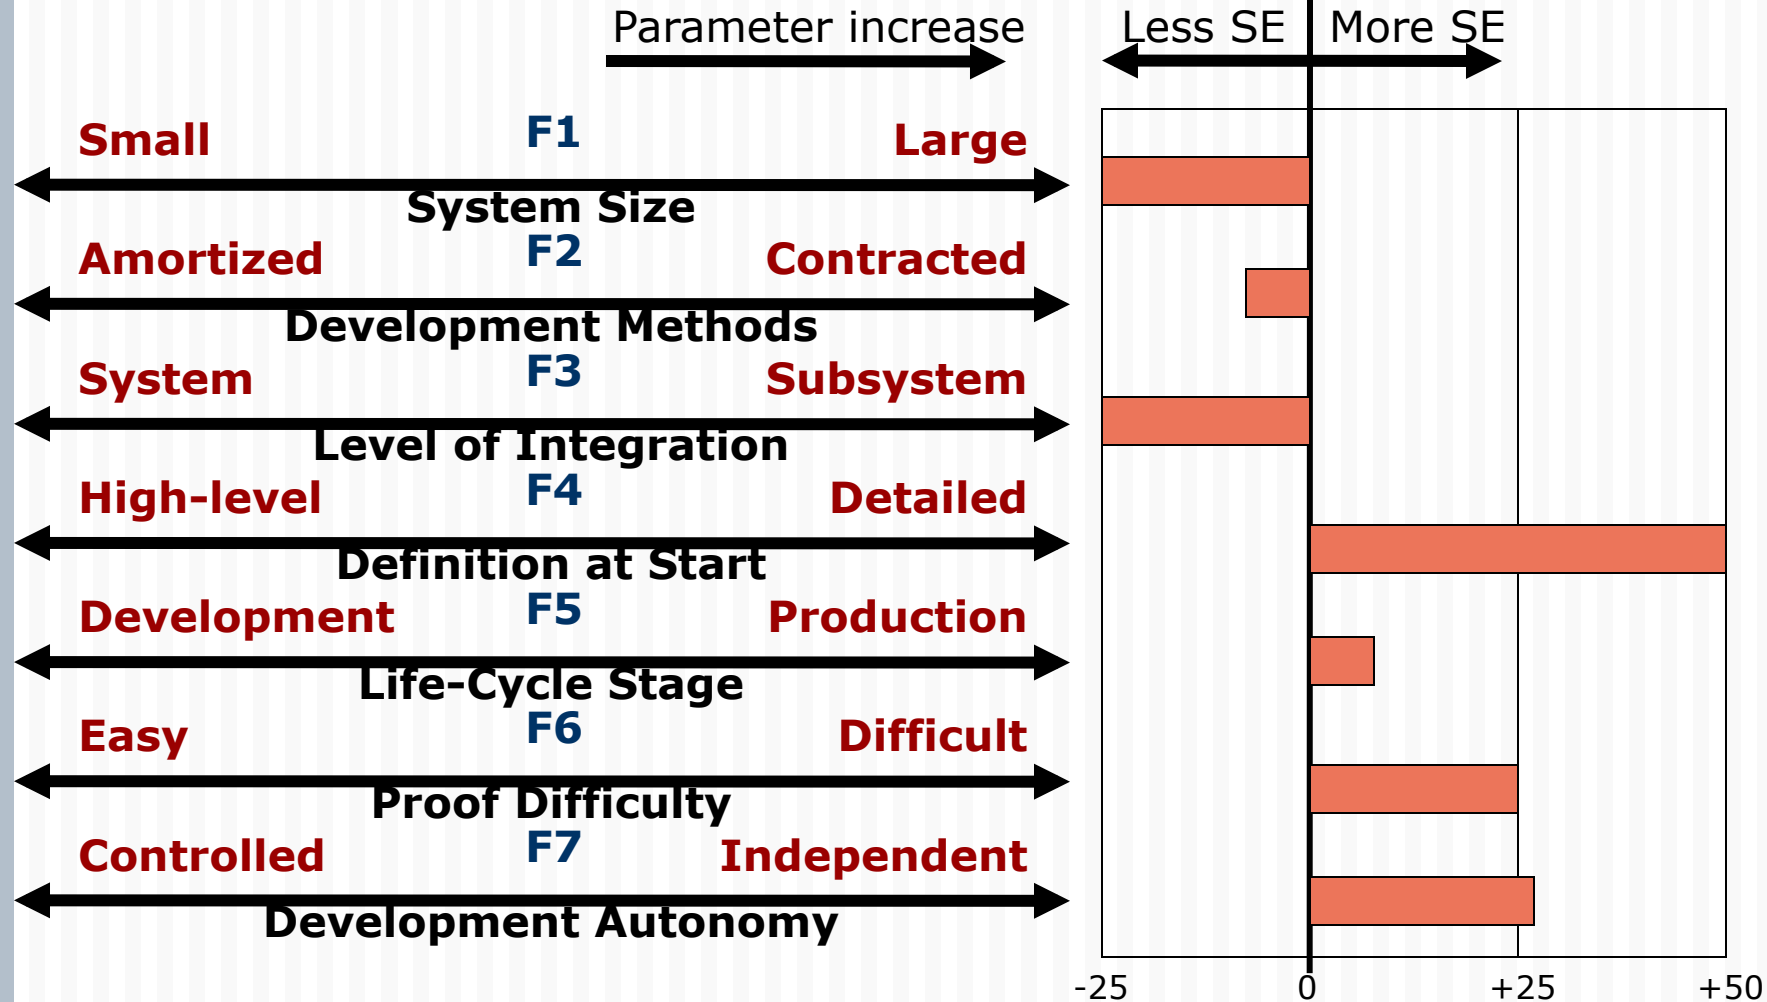 Parameter increase
Less SE
More SE
Small
F1
Large
System Size
Amortized
F2
Contracted
Development Methods
System
F3
Subsystem
Level of Integration
High-level
F4
Detailed
Definition at Start
Development
F5
Production
Life-Cycle Stage
Easy
F6
Difficult
Proof Difficulty
Controlled
F7
Independent
Development Autonomy
-25
0
+25
+50